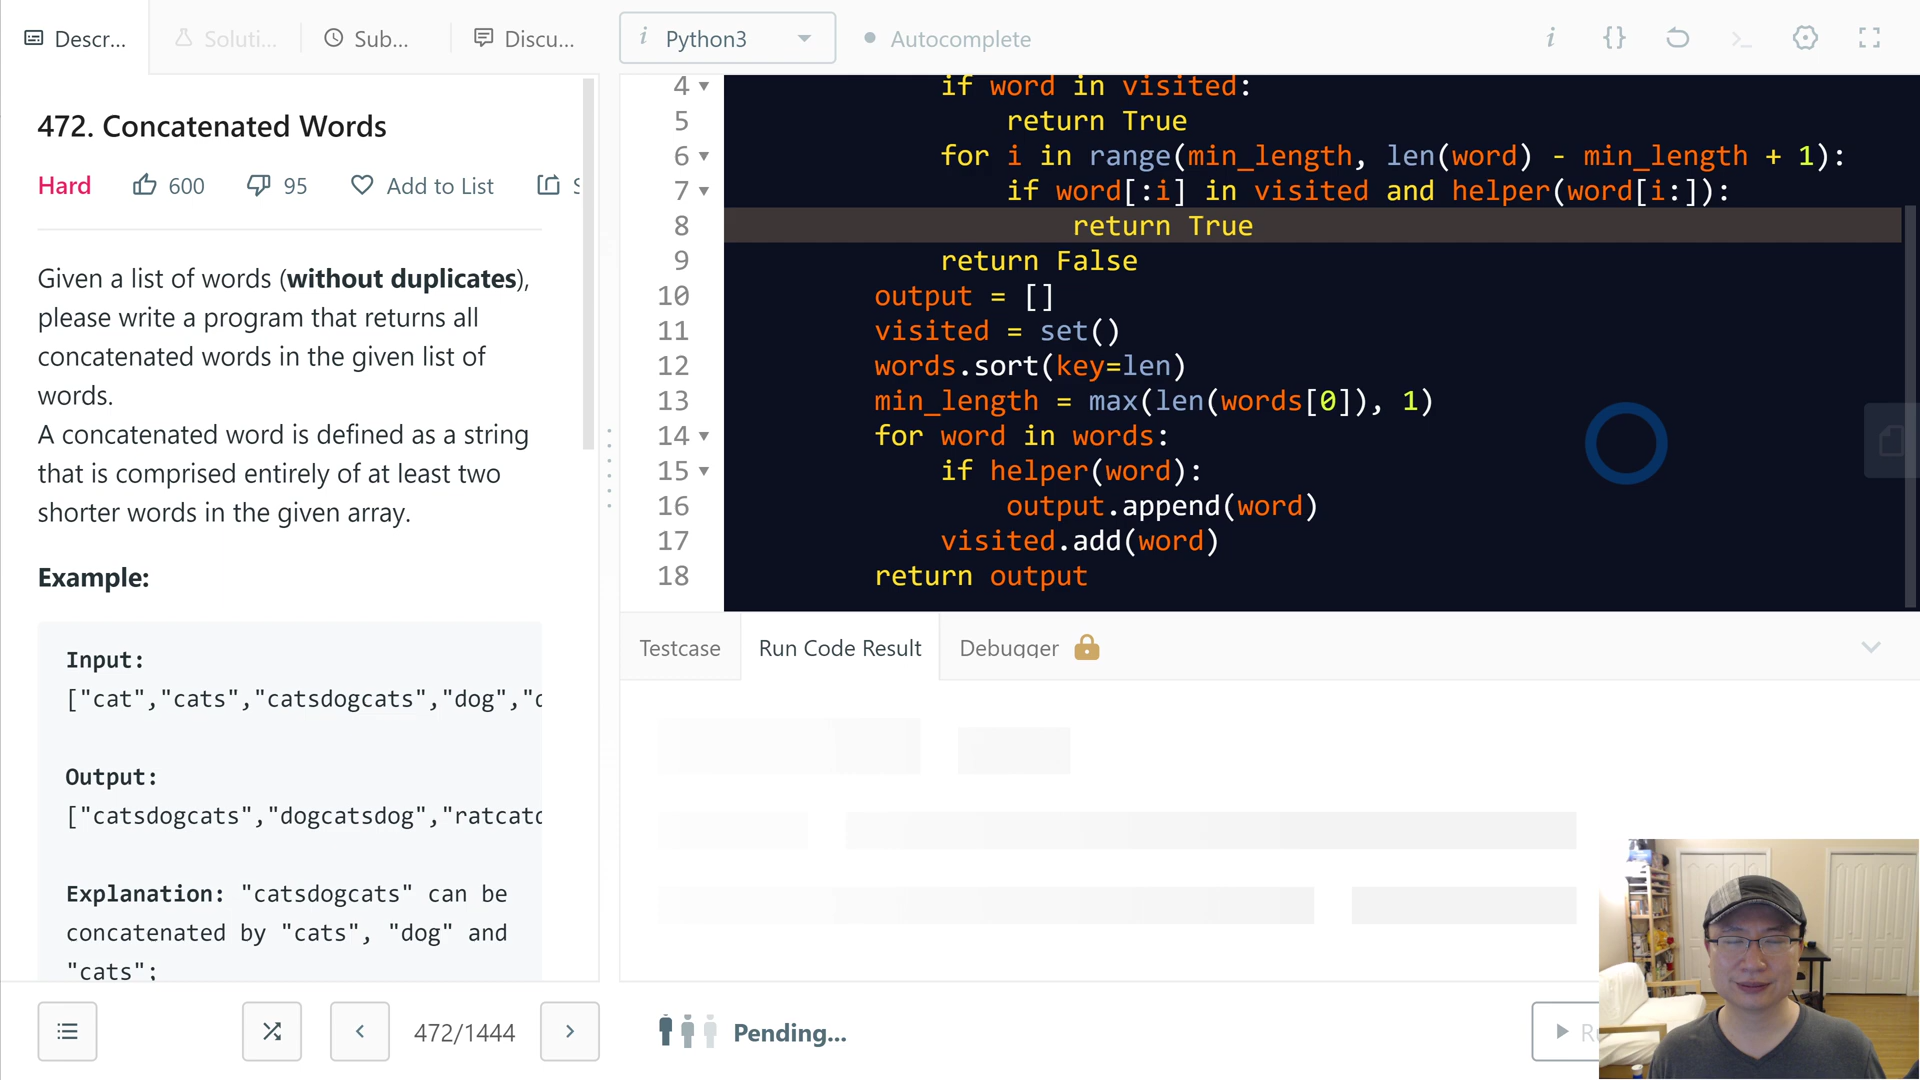 Descr...
Soluti...
Sub...
Discu...
i Python3
Autocomplete
472. Concatenated Words
Hard 600 95 Add to List
Given a list of words (without duplicates),
please write a program that returns all
concatenated words in the given list of
words.
A concatenated word is defined as a string
that is comprised entirely of at least two
shorter words in the given array.
Example:
Input:
["cat","cats","catsdogcats","dog","d
Output:
["catsdogcats","dogcatsdog","ratcatd
Explanation: "catsdogcats" can be
concatenated by "cats", "dog" and
"cats";
472/1444
4 if word in visited:
5 return True
6 for i in range(min_length, len(word) - min_length + 1):
7 if word[:i] in visited and helper(word[i:]):
8 return True
9 return False
10 output = []
11 visited = set()
12 words.sort(key=len)
13 min_length = max(len(words[0]), 1)
14 for word in words:
15 if helper(word):
16 output.append(word)
17 visited.add(word)
18 return output
Testcase
Run Code Result
Debugger
Pending...